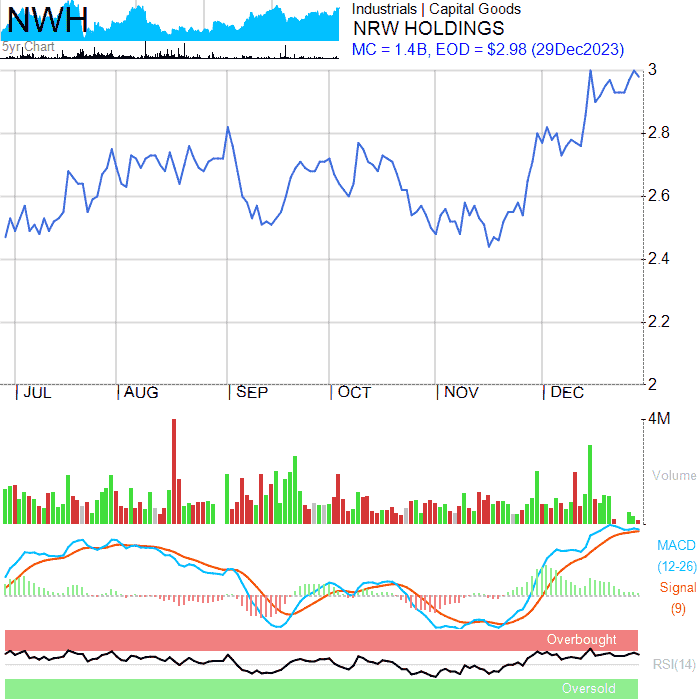 NWH
5yr Chart
Industrials | Capital Goods
NRW HOLDINGS
MC = 1.4B, EOD = $2.98 (29Dec2023)
3
2.8
2.6
2.4
2.2
2
JUL AUG SEP OCT NOV DEC
4M
Volume
MACD
(12-26)
Signal
(9)
Overbought
RSI(14)
Oversold